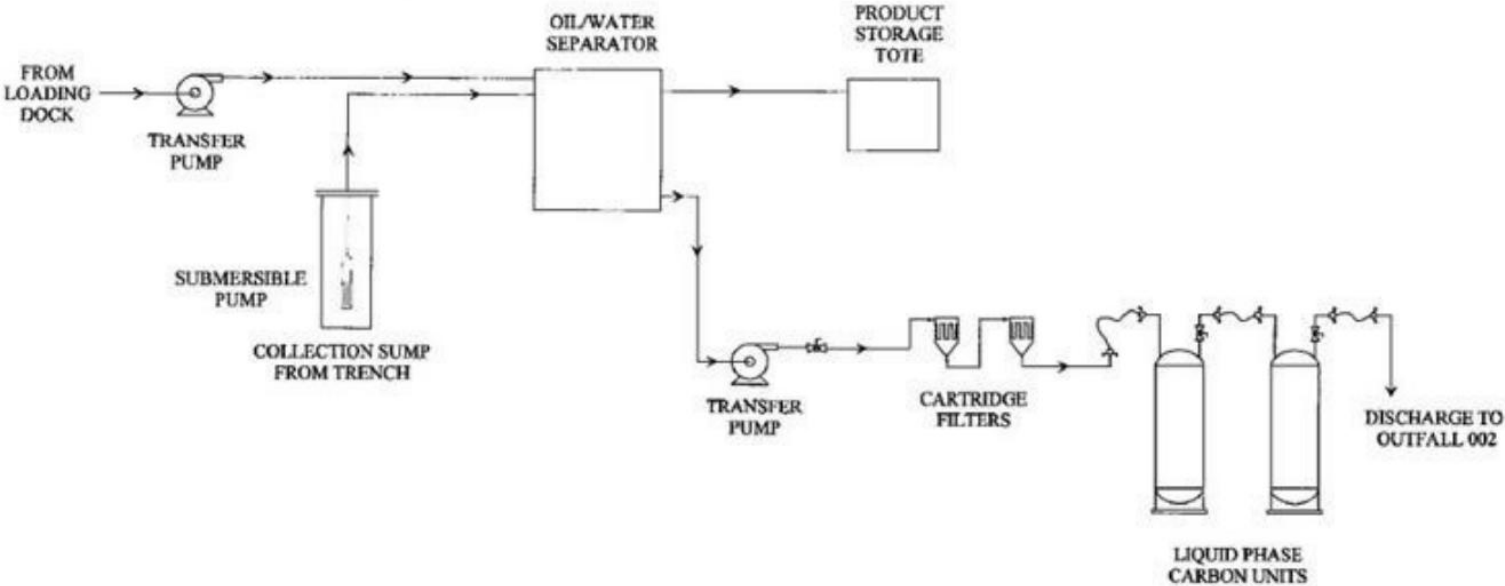 OIL/WATER
SEPARATOR
PRODUCT
STORAGE
TOTE
FROM
LOADING
DOCK
TRANSFER
PUMP
SUBMERSIBLE
PUMP
COLLECTION SUMP
FROM TRENCH
TRANSFER
PUMP
CARTRIDGE
FILTERS
DISCHARGE TO
OUTFALL 002
LIQUID PHASE
CARBON UNITS